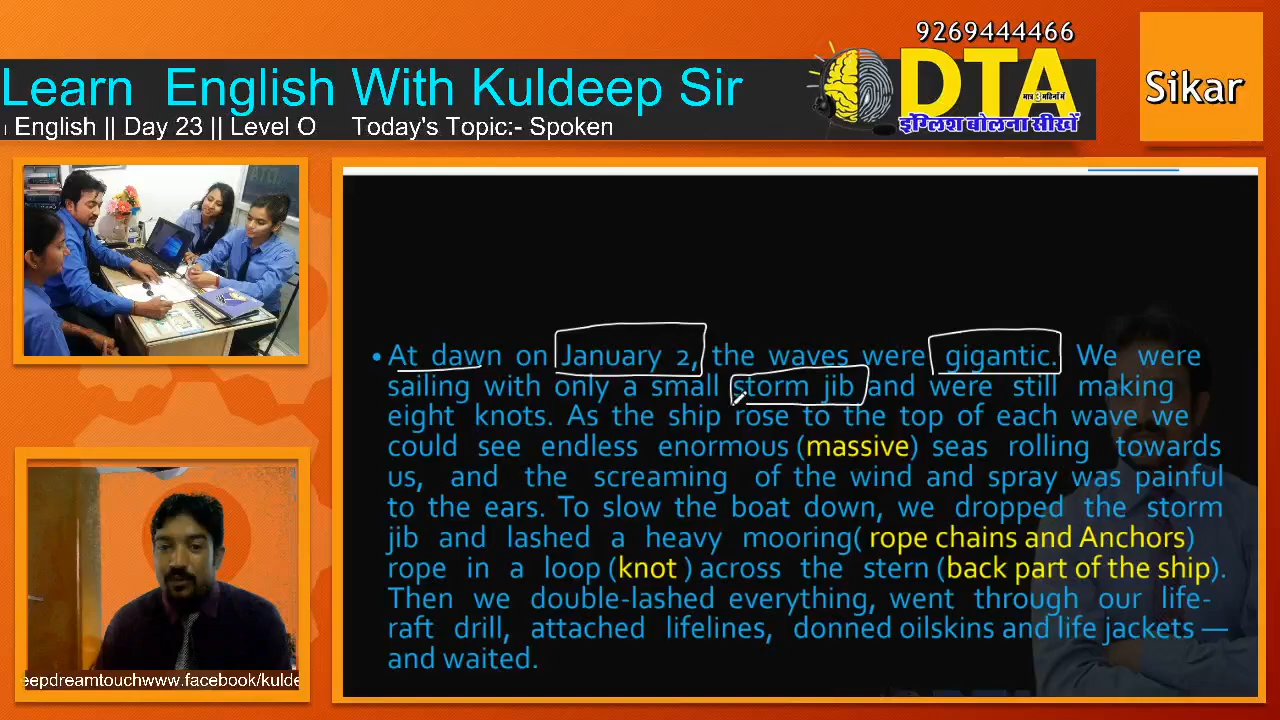 9269444466
Learn English With Kuldeep Sir
English || Day 23 || Level O Today's Topic:- Spoken
DTA
इंग्लिश बोलना सीखें
Sikar
• At dawn on January 2, the waves were gigantic. We were
sailing with only a small storm jib and were still making
eight knots. As the ship rose to the top of each wave we
could see endless enormous (massive) seas rolling towards
us, and the screaming of the wind and spray was painful
to the ears. To slow the boat down, we dropped the storm
jib and lashed a heavy mooring( rope chains and Anchors)
rope in a loop (knot ) across the stern (back part of the ship).
Then we double-lashed everything, went through our life-
raft drill, attached lifelines, donned oilskins and life jackets —
and waited.
eepdreamtouchwww.facebook/kulde